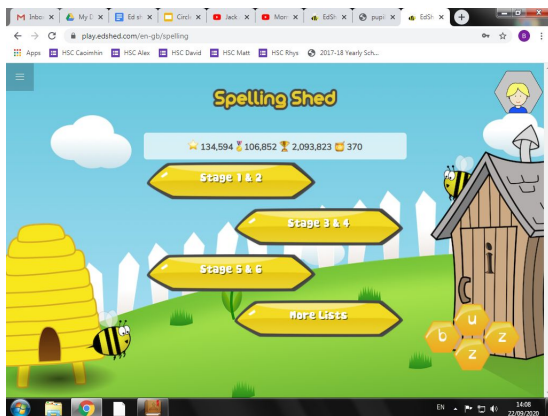 Inbo
My D
Ed sh
Circle
Jack
Mon
EdSh
pupi
EdSh
play.edshed.com/en-gb/spelling
B
Apps HSC Caoimhin HSC Alex HSC David HSC Matt HSC Rhys 2017-18 Yearly Sch...
Spelling Shed
134,594 106,852 2,093,823 370
Stage 1 & 2
Stage 3 & 4
Stage 5 & 6
More Lists
i
b u z z
EN 14:08
22/09/2020